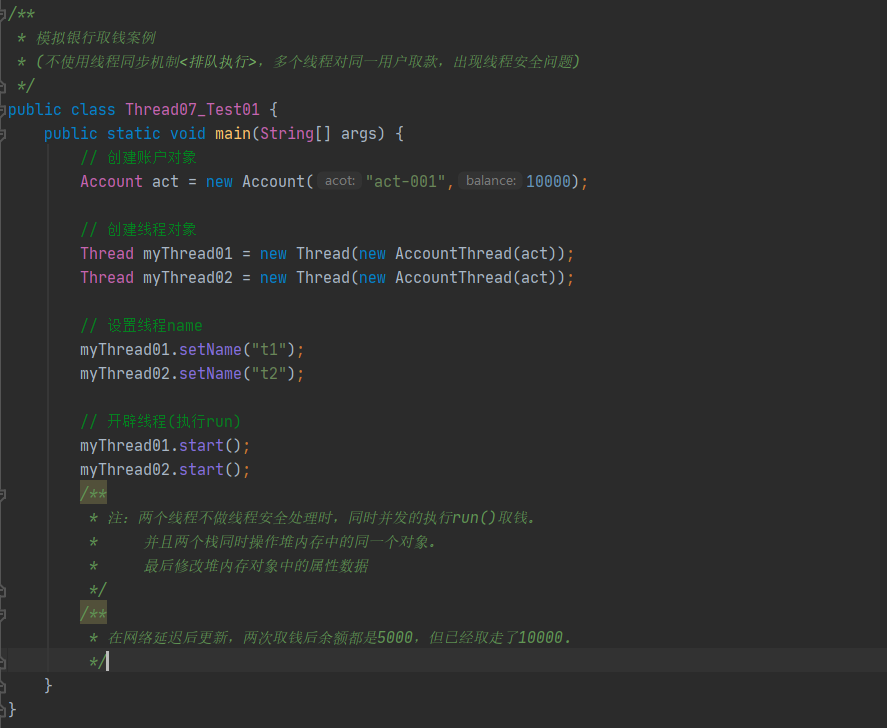 /**
 * 模拟银行取钱案例
 * (不使用线程同步机制<排队执行>，多个线程对同一用户取款，出现线程安全问题)
 */
public class Thread07_Test01 {
    public static void main(String[] args) {
        // 创建账户对象
        Account act = new Account( acot: "act-001", balance: 10000);

        // 创建线程对象
        Thread myThread01 = new Thread(new AccountThread(act));
        Thread myThread02 = new Thread(new AccountThread(act));

        // 设置线程name
        myThread01.setName("t1");
        myThread02.setName("t2");

        // 开辟线程(执行run)
        myThread01.start();
        myThread02.start();
        /**
         * 注: 两个线程不做线程安全处理时，同时并发的执行run()取钱.
         *     并且两个栈同时操作堆内存中的同一个对象.
         *     最后修改堆内存对象中的属性数据
         */
        /**
         * 在网络延迟后更新，两次取钱后余额都是5000，但已经取走了10000.
         */
    }
}